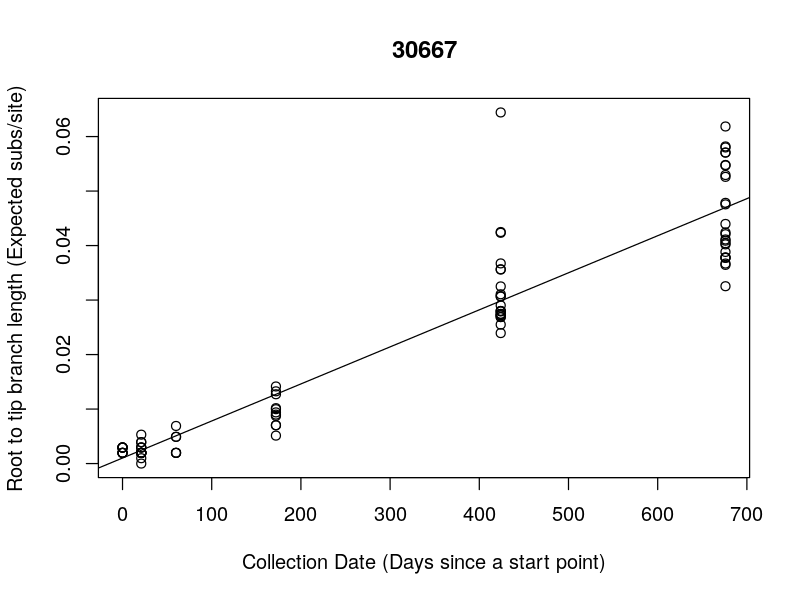 30667
Root to tip branch length (Expected subs/site)
0.06
0.04
0.02
0.00
0 100 200 300 400 500 600 700
Collection Date (Days since a start point)